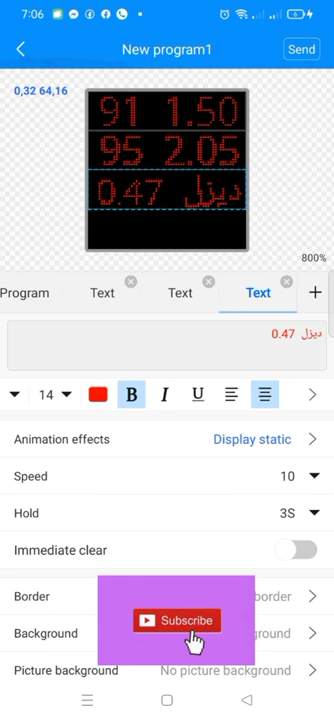 7:06
New program1
Send
0,32 64,16
91 1.50
95 2.05
ديزل 0.47
800%
Program
Text
Text
Text
ديزل 0.47
14
B
I
U
Animation effects
Display static
Speed
10
Hold
3S
Immediate clear
Border
border
Background
ground
Subscribe
Picture background
No picture background